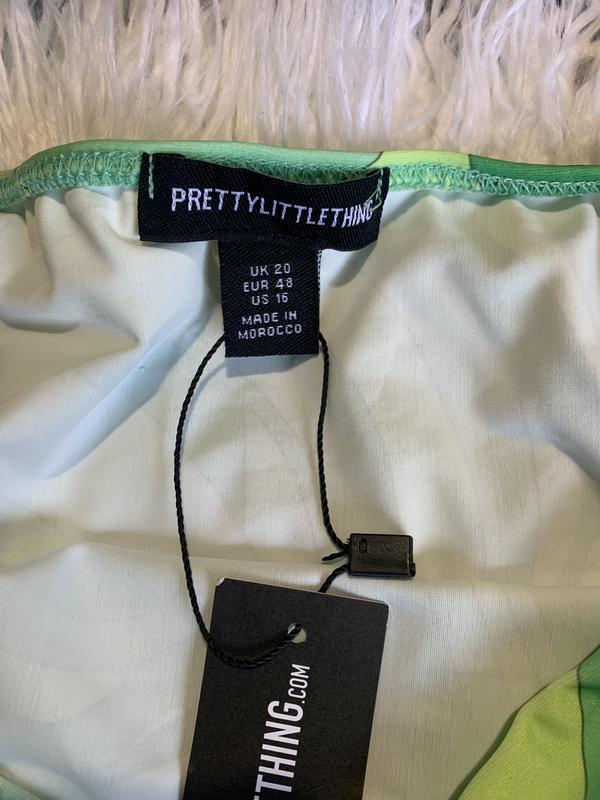 PRETTYLITTLETHING
UK 20
EUR 48
US 16
MADE IN
MOROCCO
THING.COM